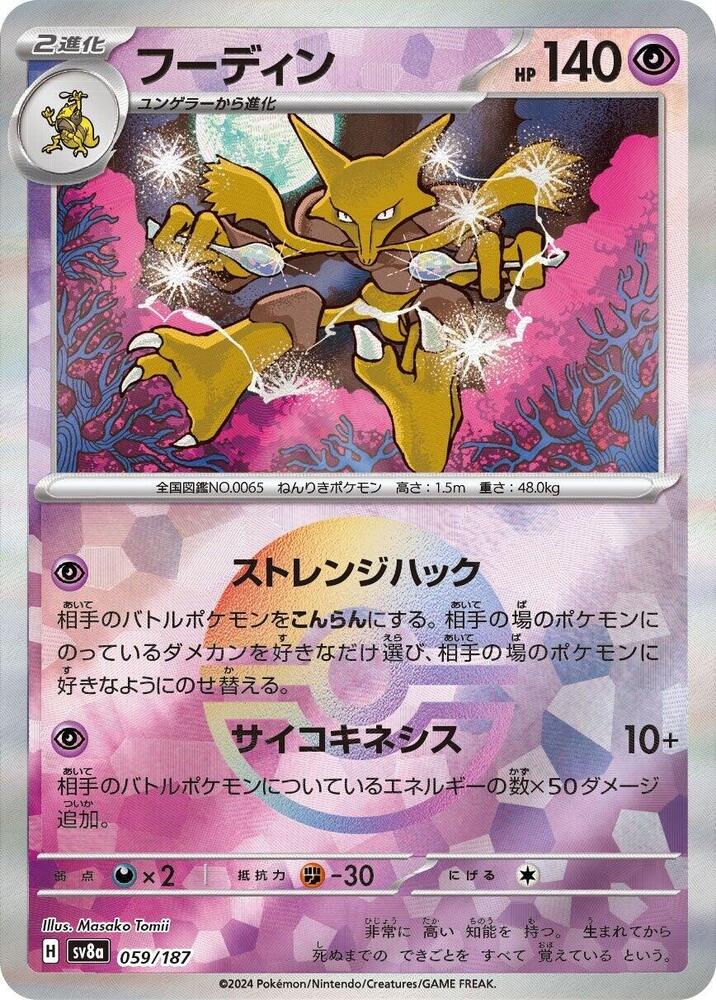 2進化
フーディン
HP 140
ユンゲラーから進化
全国図鑑NO.0065 ねんりきポケモン 高さ:1.5m 重さ:48.0kg
ストレンジハック
相手のバトルポケモンをこんらんにする。相手の場のポケモンに
のっているダメカンを好きなだけ選び、相手の場のポケモンに
好きなようにのせ替える。
サイコキネシス 10+
相手のバトルポケモンについているエネルギーの数×50ダメージ
追加。
弱点 ×2 抵抗力 -30 にげる
Illus. Masako Tomii
非常に 高い 知能を 持つ。 生まれてから
死ぬまでの できごとを すべて 覚えている という。
H sv8a 059/187
©2024 Pokémon/Nintendo/Creatures/GAME FREAK.